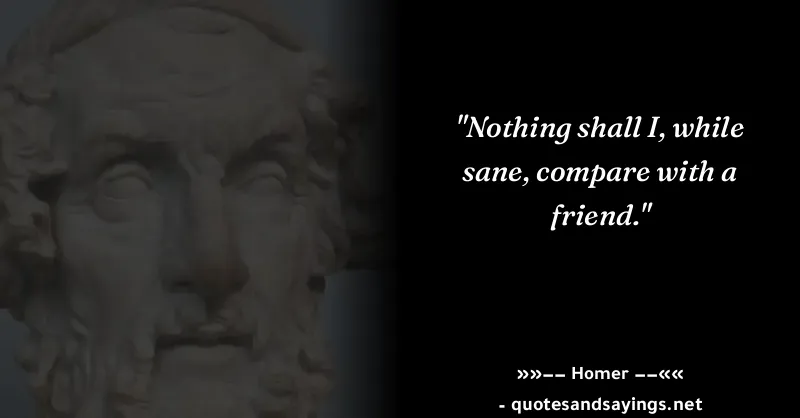 "Nothing shall I, while
sane, compare with a
friend."
»»−− Homer −−««
- quotesandsayings.net